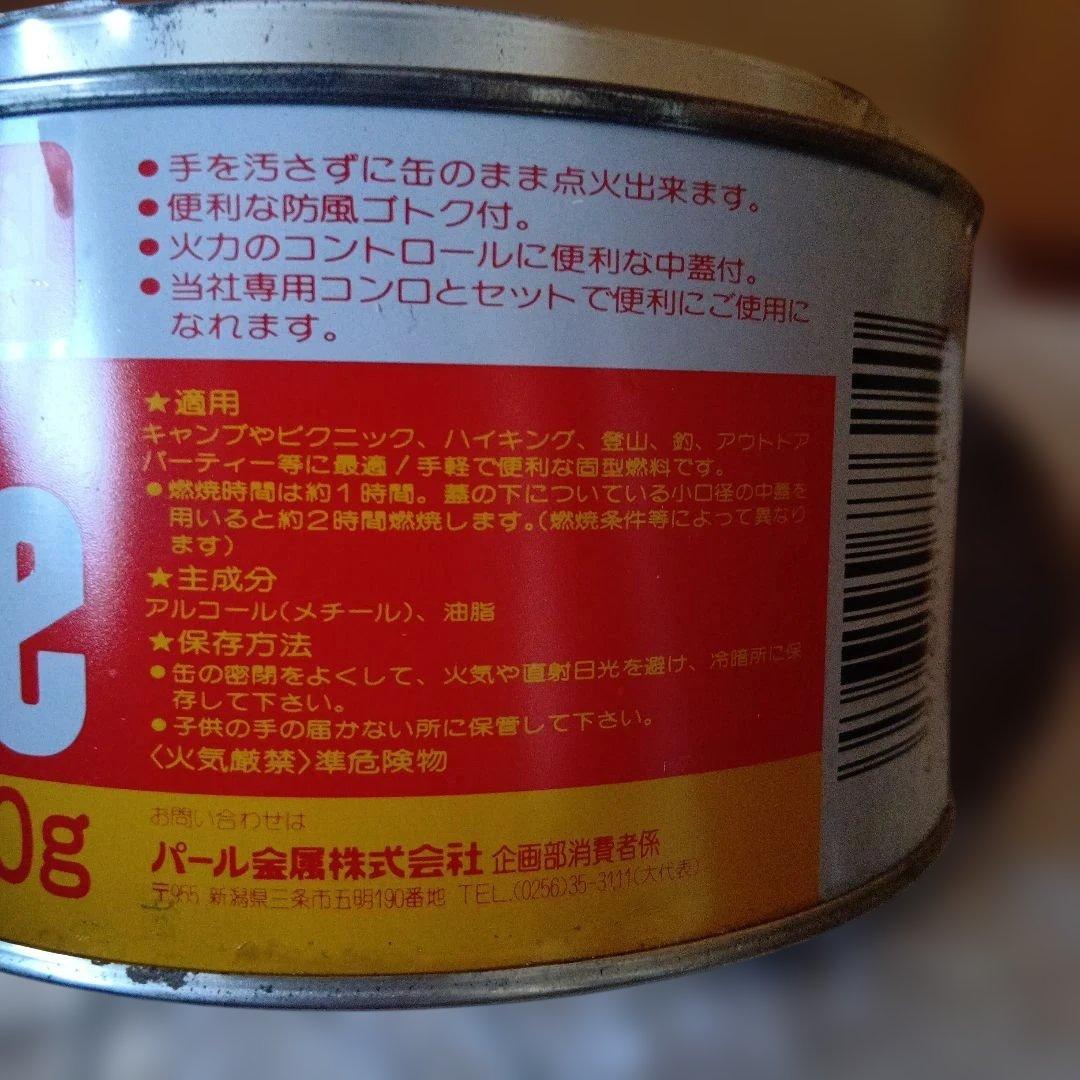 ●手を汚さずに缶のまま点火出来ます。
●便利な防風ゴトク付。
●火力のコントロールに便利な中蓋付。
●当社専用コンロとセットで便利にご使用に
なれます。
★適用
キャンプやピクニック、ハイキング、登山、釣、アウトドア
パーティー等に最適!手軽で便利な固型燃料です。
●燃焼時間は約1時間。蓋の下についている小口径の中蓋を
用いると約2時間燃焼します。(燃焼条件等によって異なり
ます)
★主成分
アルコール(メチール)、油脂
★保存方法
●缶の密閉をよくして、火気や直射日光を避け、冷暗所に保
存して下さい。
●子供の手の届かない所に保管して下さい。
〈火気厳禁〉準危険物
e
0g
お問い合わせは
パール金属株式会社 企画部消費者係
〒955 新潟県三条市五明190番地 TEL.(0256)35-3111(大代表)